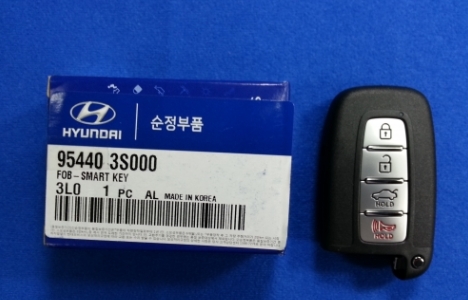 HYUNDAI
순정부품
95440 3S000
FOB-SMART KEY
3L0 1 PC AL MADE IN KOREA
HOLD
HOLD